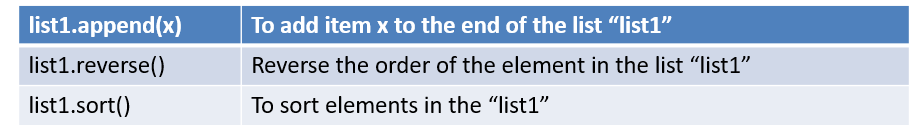 list1.append(x) To add item x to the end of the list “list1”
list1.reverse() Reverse the order of the element in the list “list1”
list1.sort() To sort elements in the “list1”